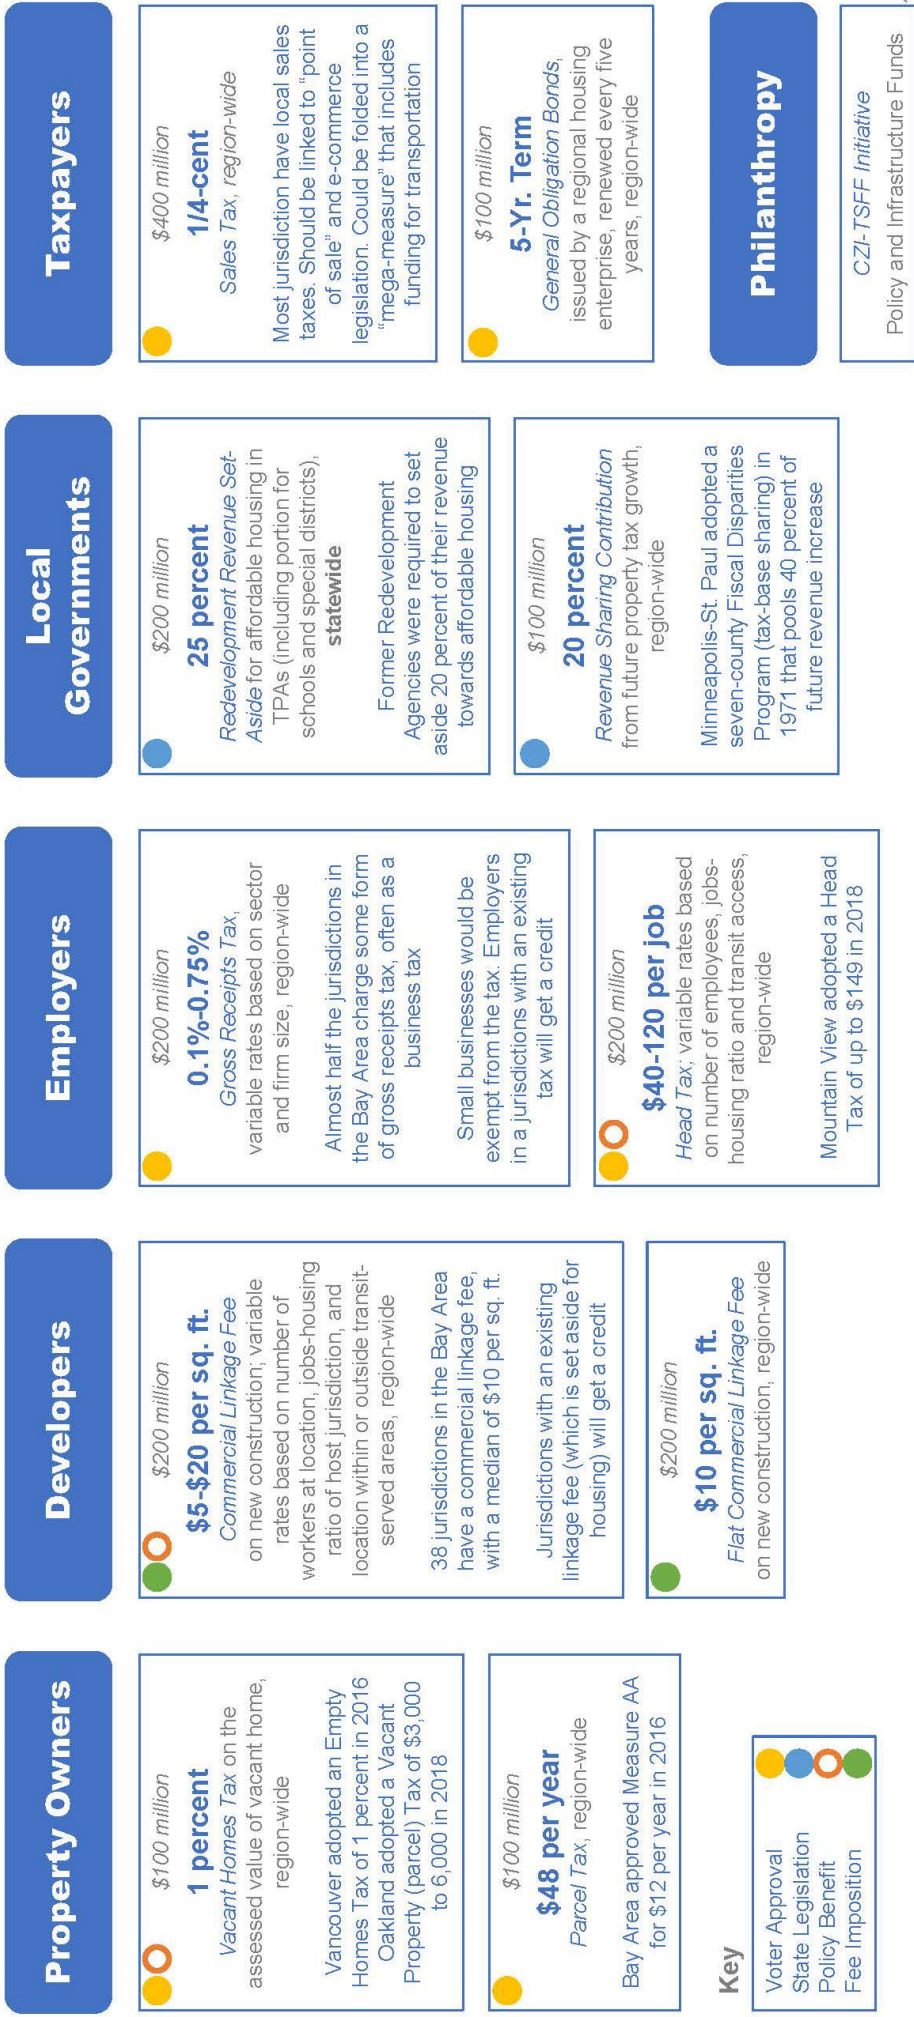 Property Owners
$100 million
1 percent
Vacant Homes Tax on the
assessed value of vacant home,
region-wide
Vancouver adopted an Empty
Homes Tax of 1 percent in 2016
Oakland adopted a Vacant
Property (parcel) Tax of $3,000
to 6,000 in 2018
$100 million
$48 per year
Parcel Tax, region-wide
Bay Area approved Measure AA
for $12 per year in 2016
Key
Voter Approval
State Legislation
Policy Benefit
Fee Imposition
Developers
$200 million
$5-$20 per sq. ft.
Commercial Linkage Fee
on new construction; variable
rates based on number of
workers at location, jobs-housing
ratio of host jurisdiction, and
location within or outside transit-
served areas, region-wide
38 jurisdictions in the Bay Area
have a commercial linkage fee,
with a median of $10 per sq. ft.
Jurisdictions with an existing
linkage fee (which is set aside for
housing) will get a credit
$200 million
$10 per sq. ft.
Flat Commercial Linkage Fee
on new construction, region-wide
Employers
$200 million
0.1%-0.75%
Gross Receipts Tax,
variable rates based on sector
and firm size, region-wide
Almost half the jurisdictions in
the Bay Area charge some form
of gross receipts tax, often as a
business tax
Small businesses would be
exempt from the tax. Employers
in a jurisdictions with an existing
tax will get a credit
$200 million
$40-120 per job
Head Tax; variable rates based
on number of employees, jobs-
housing ratio and transit access,
region-wide
Mountain View adopted a Head
Tax of up to $149 in 2018
Local
Governments
$200 million
25 percent
Redevelopment Revenue Set-
Aside for affordable housing in
TPAs (including portion for
schools and special districts),
statewide
Former Redevelopment
Agencies were required to set
aside 20 percent of their revenue
towards affordable housing
$100 million
20 percent
Revenue Sharing Contribution
from future property tax growth,
region-wide
Minneapolis-St. Paul adopted a
seven-county Fiscal Disparities
Program (tax-base sharing) in
1971 that pools 40 percent of
future revenue increase
Taxpayers
$400 million
1/4-cent
Sales Tax, region-wide
Most jurisdiction have local sales
taxes. Should be linked to "point
of sale" and e-commerce
legislation. Could be folded into a
"mega-measure" that includes
funding for transportation
$100 million
5-Yr. Term
General Obligation Bonds,
issued by a regional housing
enterprise, renewed every five
years, region-wide
Philanthropy
CZI-TSFF Initiative
Policy and Infrastructure Funds